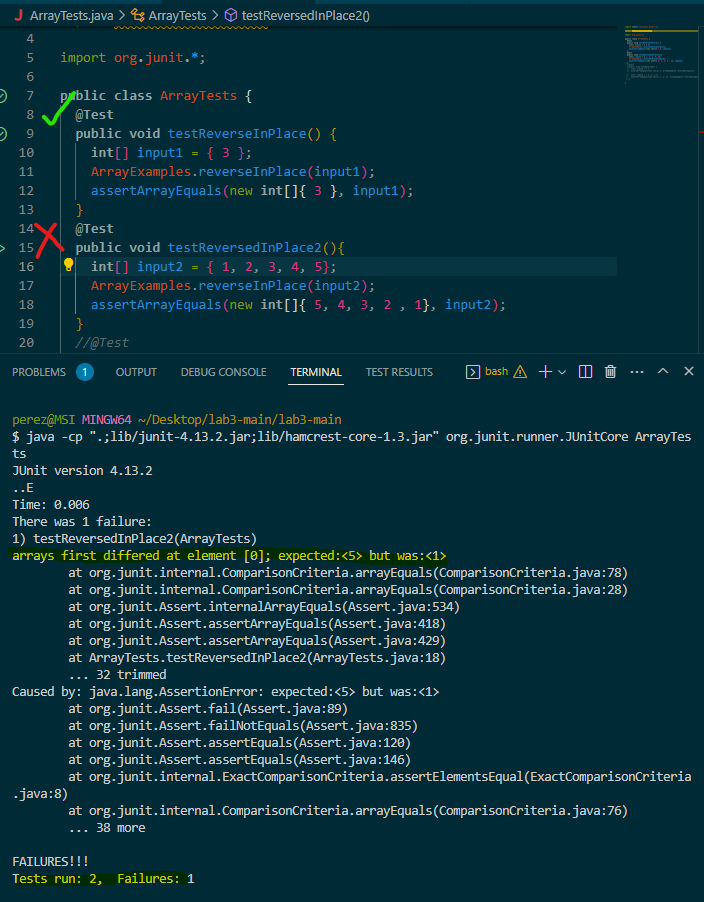 ArrayTests.java > ArrayTests > testReversedInPlace2()
4
5 import org.junit.*;
6
7 public class ArrayTests {
8 @Test
9 public void testReverseInPlace() {
10 int[] input1 = { 3 };
11 ArrayExamples.reverseInPlace(input1);
12 assertArrayEquals(new int[]{ 3 }, input1);
13 }
14 @Test
15 public void testReversedInPlace2(){
16 int[] input2 = { 1, 2, 3, 4, 5};
17 ArrayExamples.reverseInPlace(input2);
18 assertArrayEquals(new int[]{ 5, 4, 3, 2 , 1}, input2);
19 }
20 //@Test
PROBLEMS 1 OUTPUT DEBUG CONSOLE TERMINAL TEST RESULTS bash
perez@MSI MINGW64 ~/Desktop/lab3-main/lab3-main
$ java -cp ".;lib/junit-4.13.2.jar;lib/hamcrest-core-1.3.jar" org.junit.runner.JUnitCore ArrayTes
ts
JUnit version 4.13.2
..E
Time: 0.006
There was 1 failure:
1) testReversedInPlace2(ArrayTests)
arrays first differed at element [0]; expected:<5> but was:<1>
at org.junit.internal.ComparisonCriteria.arrayEquals(ComparisonCriteria.java:78)
at org.junit.internal.ComparisonCriteria.arrayEquals(ComparisonCriteria.java:28)
at org.junit.Assert.internalArrayEquals(Assert.java:534)
at org.junit.Assert.assertArrayEquals(Assert.java:418)
at org.junit.Assert.assertArrayEquals(Assert.java:429)
at ArrayTests.testReversedInPlace2(ArrayTests.java:18)
... 32 trimmed
Caused by: java.lang.AssertionError: expected:<5> but was:<1>
at org.junit.Assert.fail(Assert.java:89)
at org.junit.Assert.failNotEquals(Assert.java:835)
at org.junit.Assert.assertEquals(Assert.java:120)
at org.junit.Assert.assertEquals(Assert.java:146)
at org.junit.internal.ExactComparisonCriteria.assertElementsEqual(ExactComparisonCriteria
.java:8)
at org.junit.internal.ComparisonCriteria.arrayEquals(ComparisonCriteria.java:76)
... 38 more
FAILURES!!!
Tests run: 2,  Failures: 1